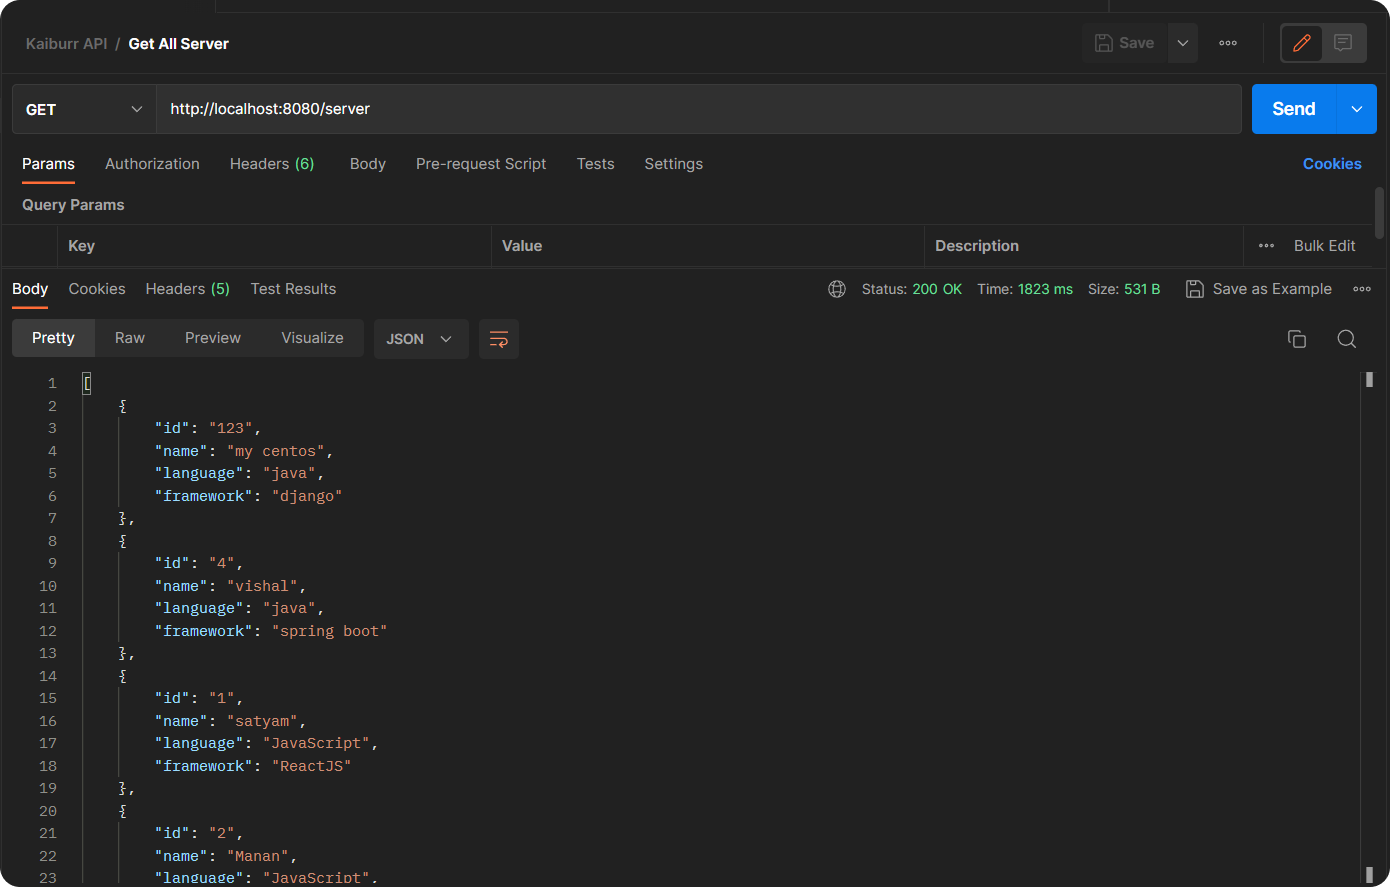 Kaiburr API / Get All Server Save
GET http://localhost:8080/server Send
Params Authorization Headers (6) Body Pre-request Script Tests Settings Cookies
Query Params
Key Value Description Bulk Edit
Body Cookies Headers (5) Test Results Status: 200 OK Time: 1823 ms Size: 531 B Save as Example
Pretty Raw Preview Visualize JSON
1 [
2 {
3 "id": "123",
4 "name": "my centos",
5 "language": "java",
6 "framework": "django"
7 },
8 {
9 "id": "4",
10 "name": "vishal",
11 "language": "java",
12 "framework": "spring boot"
13 },
14 {
15 "id": "1",
16 "name": "satyam",
17 "language": "JavaScript",
18 "framework": "ReactJS"
19 },
20 {
21 "id": "2",
22 "name": "Manan",
23 "language": "JavaScript",